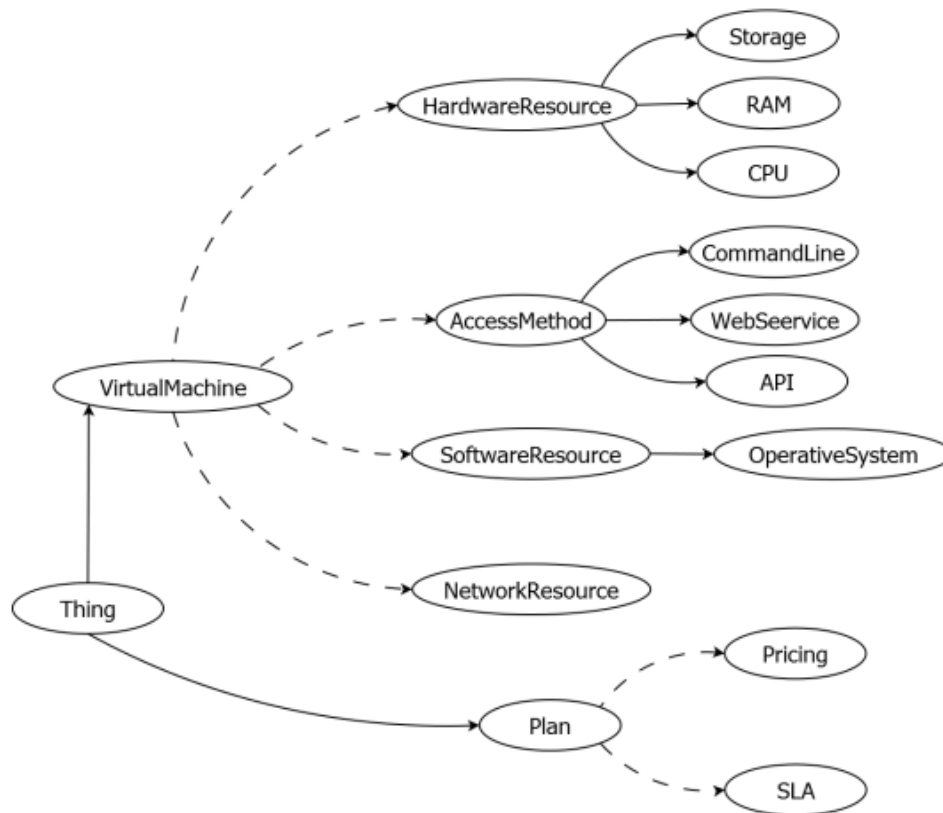 Storage
HardwareResource
RAM
CPU
CommandLine
AccessMethod
WebSeervice
VirtualMachine
API
SoftwareResource
OperativeSystem
NetworkResource
Thing
Pricing
Plan
SLA